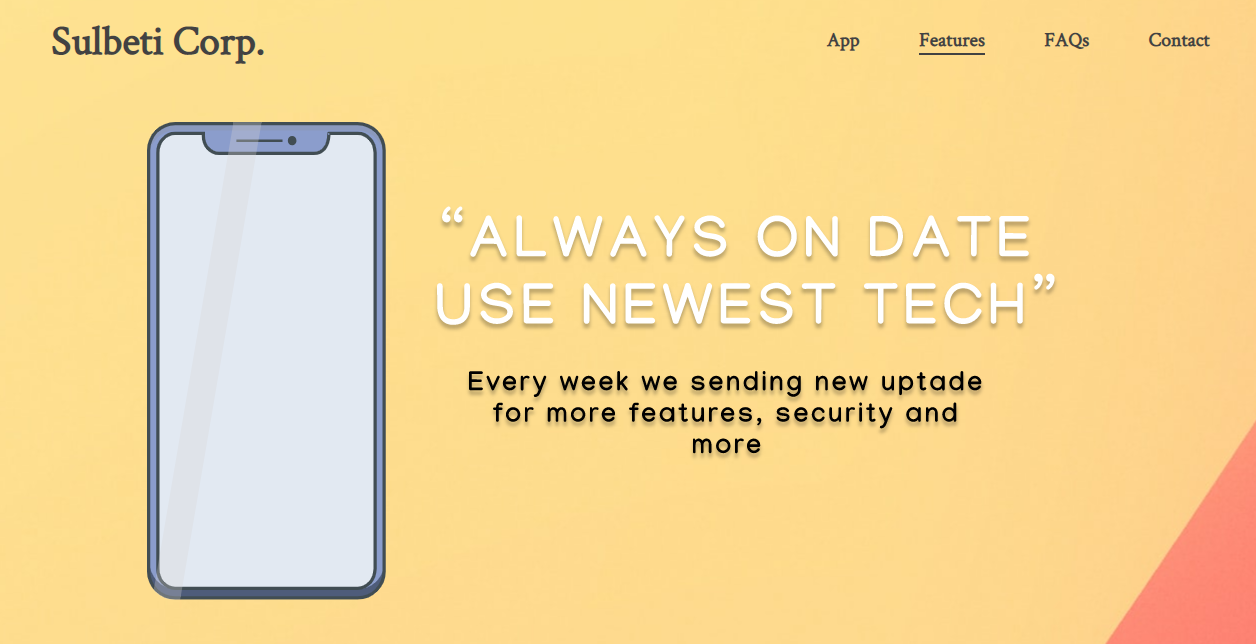 Sulbeti Corp.
App Features FAQs Contact
“ALWAYS ON DATE
USE NEWEST TECH”
Every week we sending new uptade
for more features, security and
more